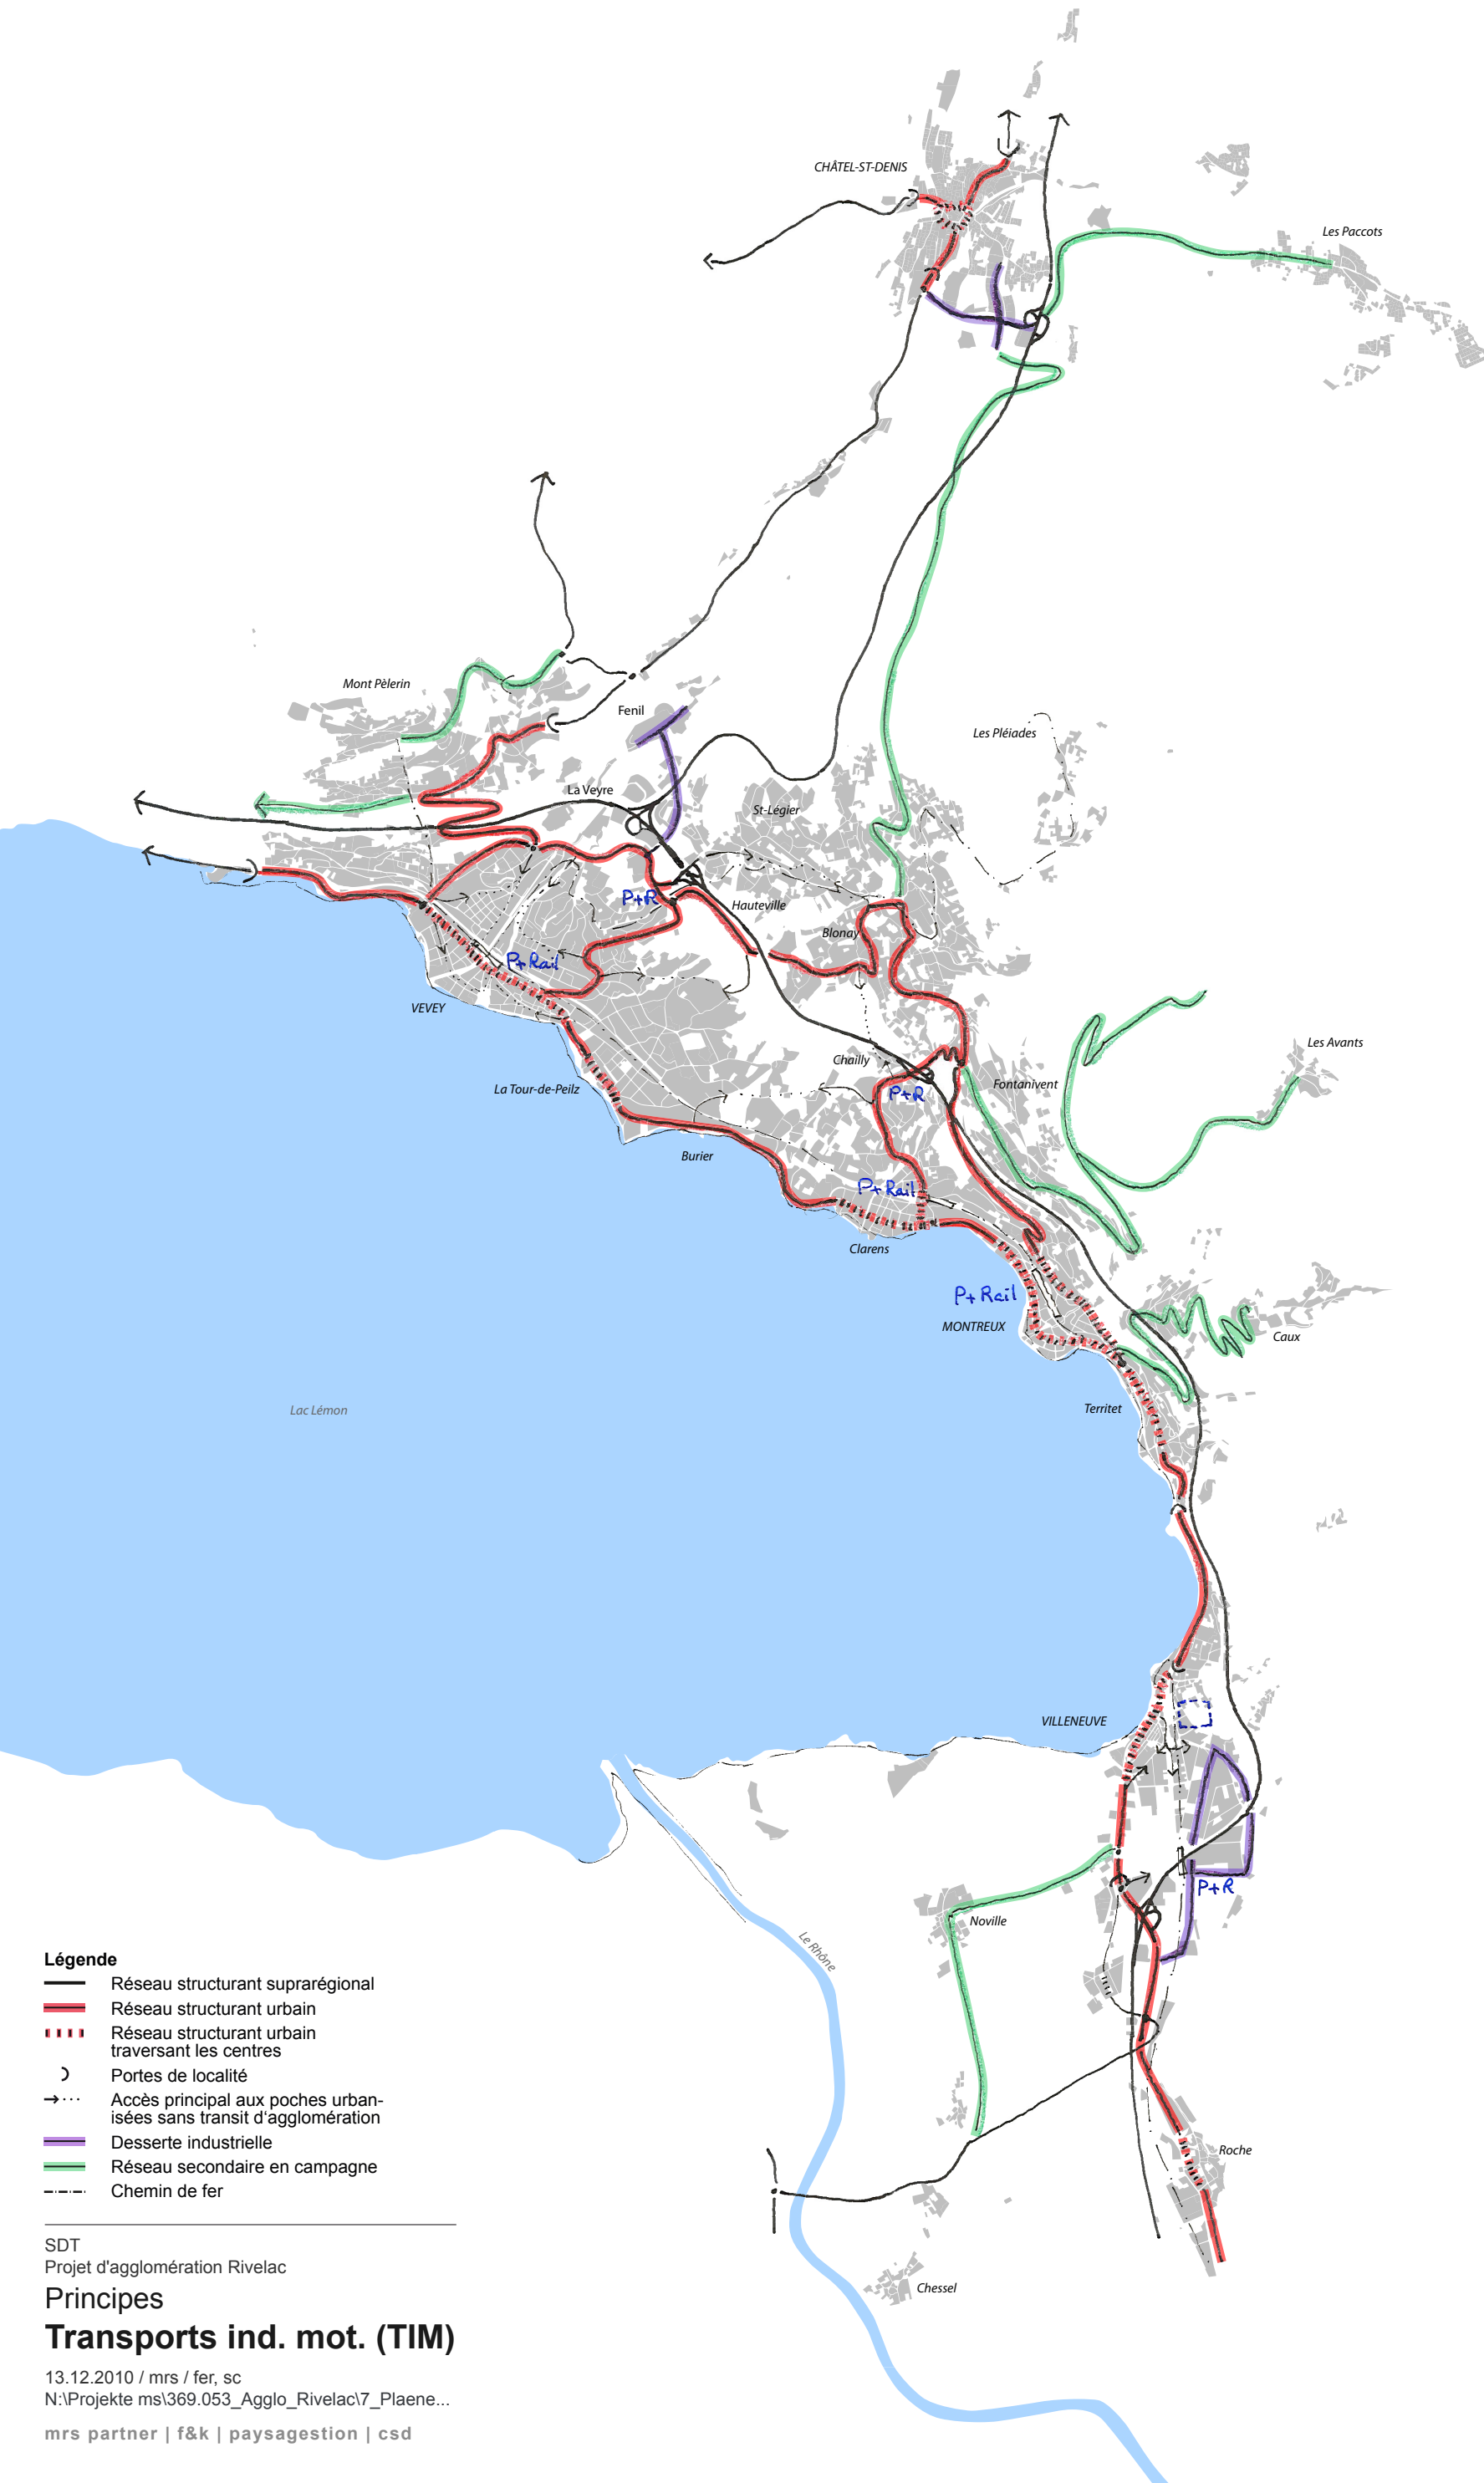 CHÂTEL-ST-DENIS
Les Paccots
Mont Pèlerin
Fenil
Les Pléiades
La Veyre
St-Légier
P+R
Hauteville
Blonay
P+Rail
VEVEY
Les Avants
Chailly
Fontanivent
La Tour-de-Peilz
P+R
Burier
P+Rail
Clarens
P+Rail
MONTREUX
Caux
Territet
Lac Lémon
VILLENEUVE
P+R
Noville
Le Rhône
Roche
Chessel
Légende
Réseau structurant suprarégional
Réseau structurant urbain
Réseau structurant urbain
traversant les centres
Portes de localité
Accès principal aux poches urban-
isées sans transit d'agglomération
Desserte industrielle
Réseau secondaire en campagne
Chemin de fer
SDT
Projet d'agglomération Rivelac
Principes
Transports ind. mot. (TIM)
13.12.2010 / mrs / fer, sc
N:\Projekte ms\369.053_Agglo_Rivelac\7_Plaene...
mrs partner | f&k | paysagestion | csd